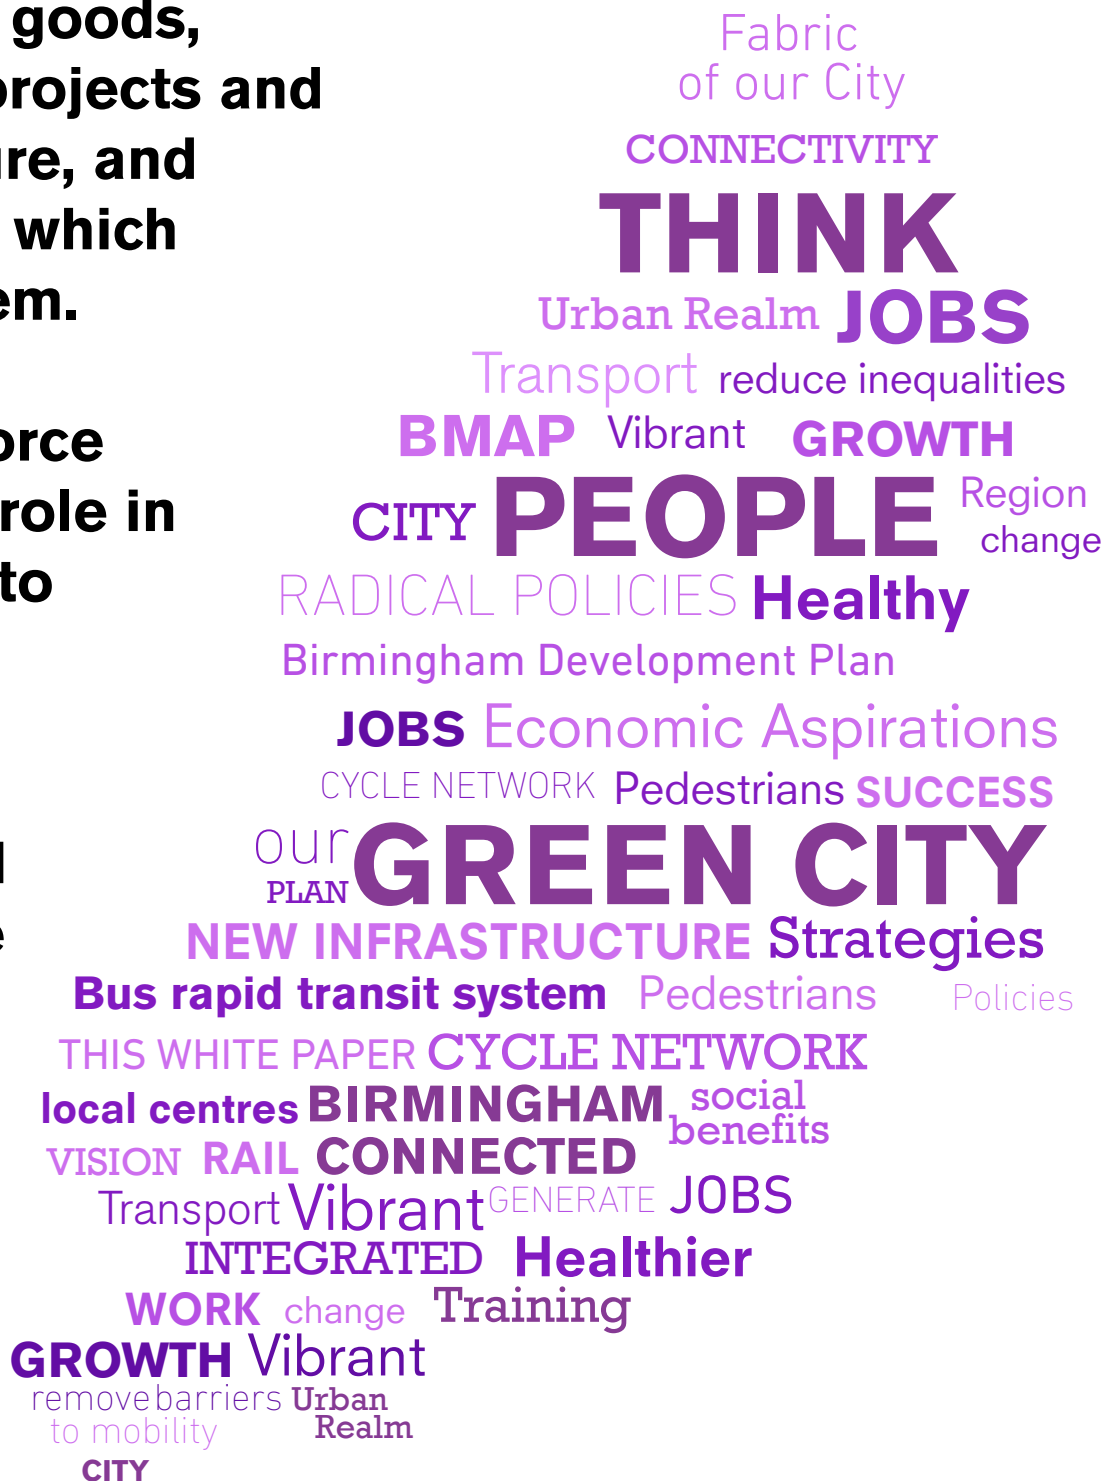 goods,
projects and
ure, and
which
em.
orce
role in
to
Fabric
of our City
CONNECTIVITY
THINK
Urban Realm JOBS
Transport reduce inequalities
BMAP Vibrant GROWTH
CITY PEOPLE Region
change
RADICAL POLICIES Healthy
Birmingham Development Plan
JOBS Economic Aspirations
CYCLE NETWORK Pedestrians SUCCESS
our GREEN CITY
PLAN
NEW INFRASTRUCTURE Strategies
Bus rapid transit system Pedestrians Policies
THIS WHITE PAPER CYCLE NETWORK
local centres BIRMINGHAM social
benefits
VISION RAIL CONNECTED
Transport Vibrant GENERATE JOBS
INTEGRATED Healthier
WORK change Training
GROWTH Vibrant
remove barriers Urban
to mobility Realm
CITY